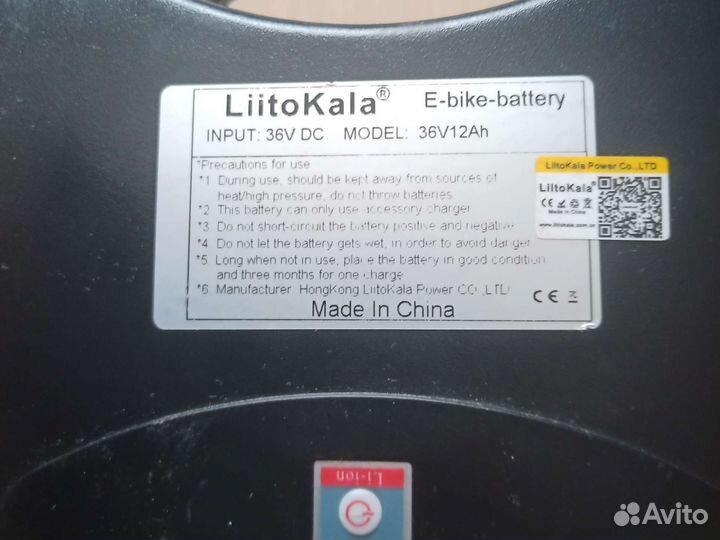 LiitoKala® E-bike-battery
INPUT: 36V DC MODEL: 36V12Ah
*Precautions for use
*1 During use, should be kept away from sources of
heat/high pressure, do not throw batteries
*2 This battery can only use accessory charger
*3 Do not short-circuit the battery positive and negative
*4 Do not let the battery gets wet, in order to avoid danger
*5 Long when not in use, place the battery in good condition
and three months for one charge
*6 Manufacturer HongKong LiitoKala Power CO.,LTD
CE
Made In China
LiitoKala Power Co.,LTD
LiitoKala®
CE
Made in China
www.liitokala.com.cn
Li-ion
Avito